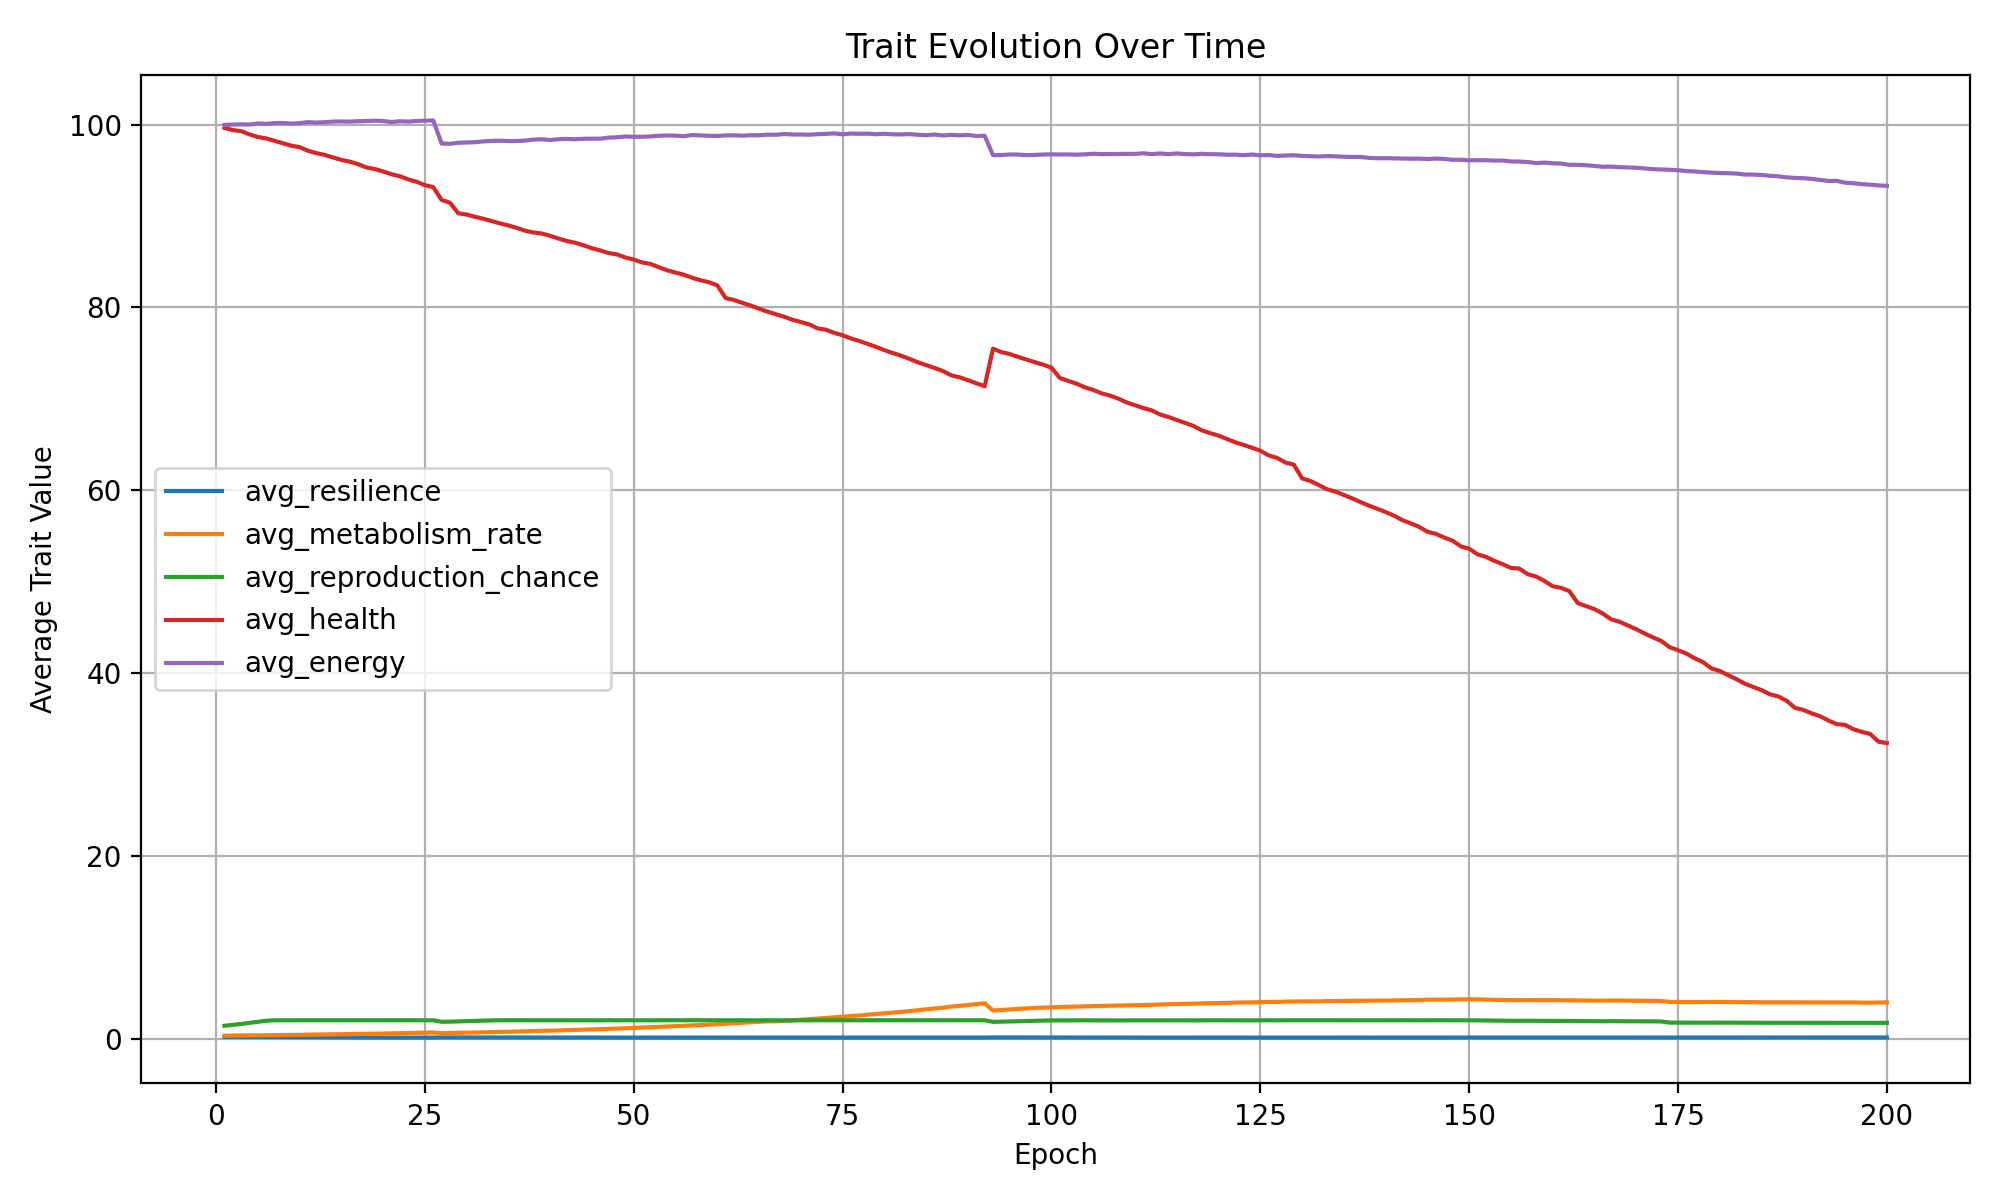 Trait Evolution Over Time
Average Trait Value
100
80
60
40
20
0
avg_resilience
avg_metabolism_rate
avg_reproduction_chance
avg_health
avg_energy
0 25 50 75 100 125 150 175 200
Epoch